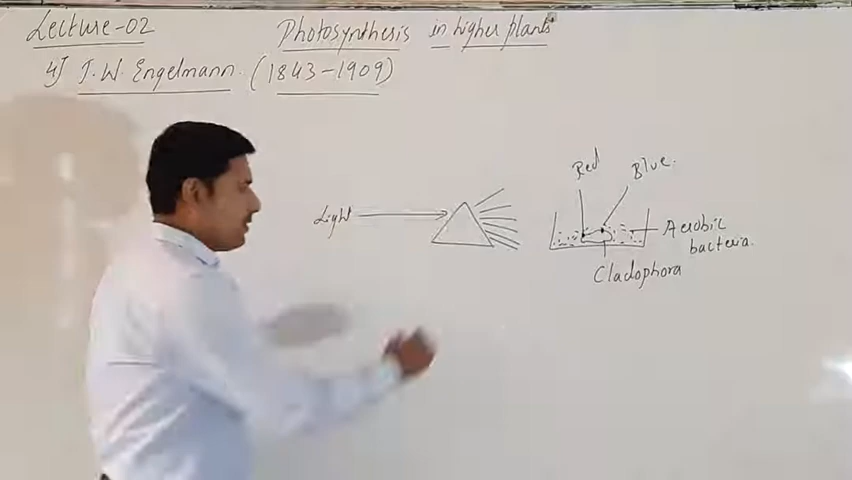 Lecture-02
Photosynthesis in higher plants
4] T.W. Engelmann. (1843-1909)
Red
Blue.
Light
Aerobic
bacteria.
Cladophora